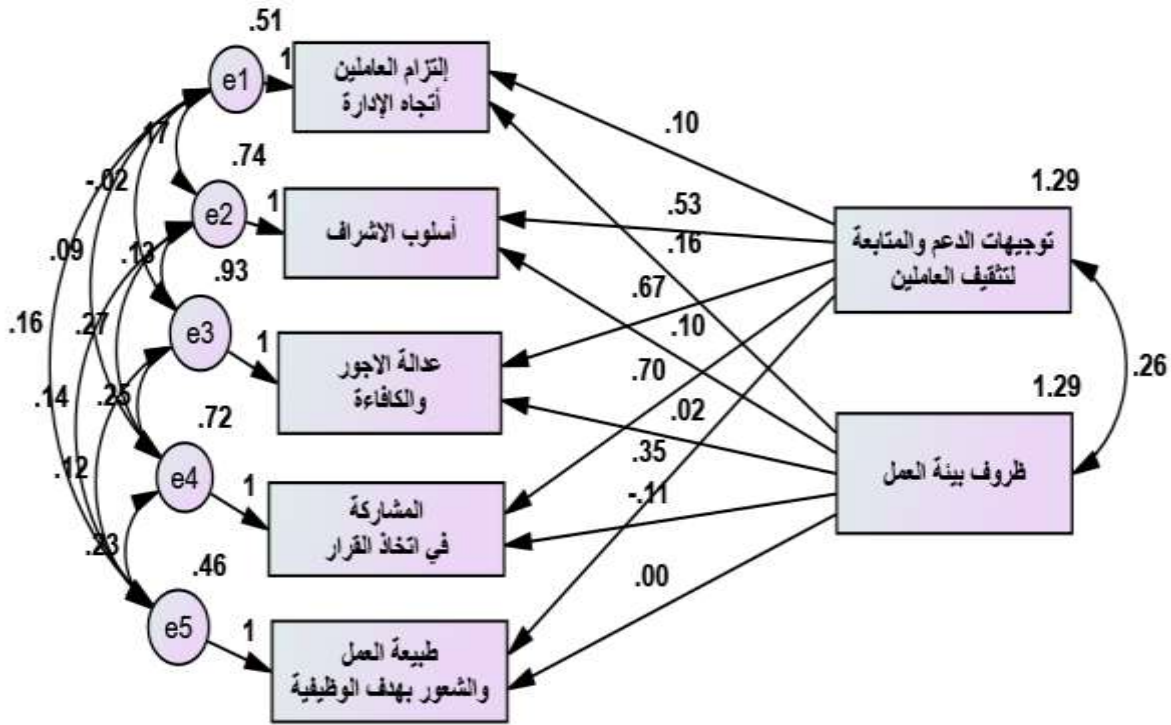 .51
e1
1
إلتزام العاملين
أتجاه الإدارة
.17
.10
.74
-.02
e2
1
أسلوب الاشراف
.53
.16
1.29
توجيهات الدعم والمتابعة
لتثقيف العاملين
.09
.13
.93
.67
.16
.27
e3
1
عدالة الاجور
والكافاءة
.10
.70
.26
.14
.25
.72
.02
1.29
.35
ظروف بيئة العمل
.12
e4
1
المشاركة
في اتخاذ القرار
-.11
.23
.46
.00
e5
1
طبيعة العمل
والشعور بهدف الوظيفية